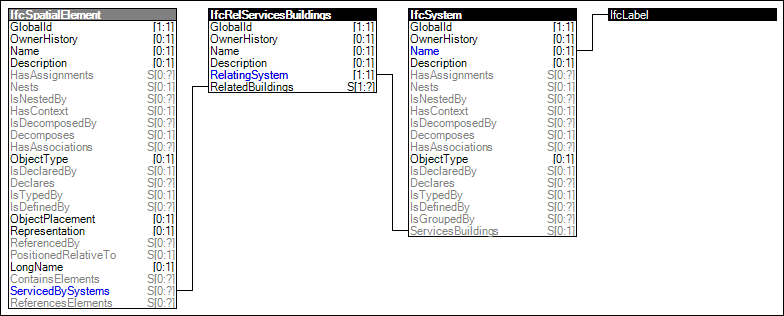 IfcSpatialElement
GlobalId [1:1]
OwnerHistory [0:1]
Name [0:1]
Description [0:1]
HasAssignments S[0:?]
Nests S[0:1]
IsNestedBy S[0:?]
HasContext S[0:1]
IsDecomposedBy S[0:?]
Decomposes S[0:1]
HasAssociations S[0:?]
ObjectType [0:1]
IsDeclaredBy S[0:1]
Declares S[0:?]
IsTypedBy S[0:1]
IsDefinedBy S[0:?]
ObjectPlacement [0:1]
Representation [0:1]
ReferencedBy S[0:?]
PositionedRelativeTo S[0:?]
LongName [0:1]
ContainsElements S[0:?]
ServicedBySystems S[0:?]
ReferencesElements S[0:?]
IfcRelServicesBuildings
GlobalId [1:1]
OwnerHistory [0:1]
Name [0:1]
Description [0:1]
RelatingSystem [1:1]
RelatedBuildings S[1:?]
IfcSystem
GlobalId [1:1]
OwnerHistory [0:1]
Name [0:1]
Description [0:1]
HasAssignments S[0:?]
Nests S[0:1]
IsNestedBy S[0:?]
HasContext S[0:1]
IsDecomposedBy S[0:?]
Decomposes S[0:1]
HasAssociations S[0:?]
ObjectType [0:1]
IsDeclaredBy S[0:1]
Declares S[0:?]
IsTypedBy S[0:1]
IsDefinedBy S[0:?]
IsGroupedBy S[0:?]
ServicesBuildings S[0:1]
IfcLabel